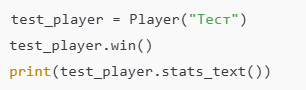 test_player = Player("Тест")
test_player.win()
print(test_player.stats_text())